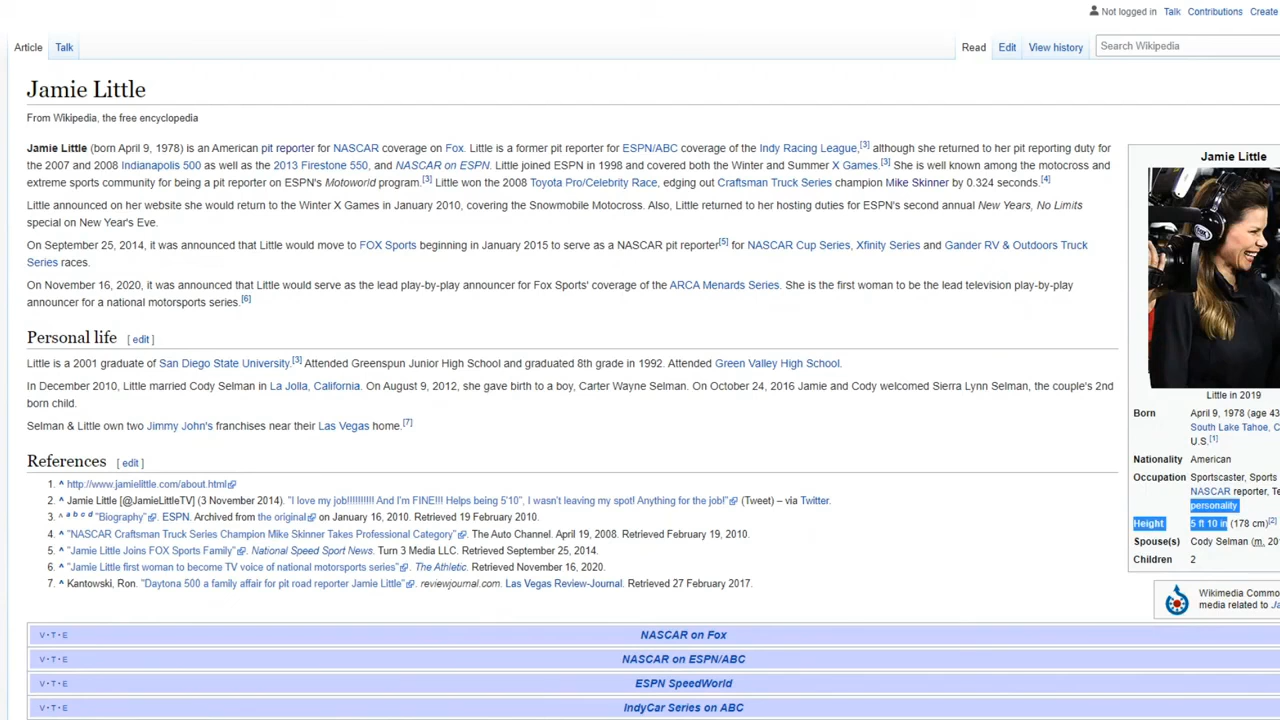 Not logged in Talk Contributions Create
Article Talk
Read Edit View history Search Wikipedia
Jamie Little
From Wikipedia, the free encyclopedia
Jamie Little (born April 9, 1978) is an American pit reporter for NASCAR coverage on Fox. Little is a former pit reporter for ESPN/ABC coverage of the Indy Racing League,[3] although she returned to her pit reporting duty for
the 2007 and 2008 Indianapolis 500 as well as the 2013 Firestone 550, and NASCAR on ESPN. Little joined ESPN in 1998 and covered both the Winter and Summer X Games.[3] She is well known among the motocross and
extreme sports community for being a pit reporter on ESPN's Motoworld program.[3] Little won the 2008 Toyota Pro/Celebrity Race, edging out Craftsman Truck Series champion Mike Skinner by 0.324 seconds.[4]
Little announced on her website she would return to the Winter X Games in January 2010, covering the Snowmobile Motocross. Also, Little returned to her hosting duties for ESPN's second annual New Years, No Limits
special on New Year's Eve.
On September 25, 2014, it was announced that Little would move to FOX Sports beginning in January 2015 to serve as a NASCAR pit reporter[5] for NASCAR Cup Series, Xfinity Series and Gander RV & Outdoors Truck
Series races.
On November 16, 2020, it was announced that Little would serve as the lead play-by-play announcer for Fox Sports' coverage of the ARCA Menards Series. She is the first woman to be the lead television play-by-play
announcer for a national motorsports series.[6]
Personal life [ edit ]
Little is a 2001 graduate of San Diego State University.[3] Attended Greenspun Junior High School and graduated 8th grade in 1992. Attended Green Valley High School.
In December 2010, Little married Cody Selman in La Jolla, California. On August 9, 2012, she gave birth to a boy, Carter Wayne Selman. On October 24, 2016 Jamie and Cody welcomed Sierra Lynn Selman, the couple's 2nd
born child.
Selman & Little own two Jimmy John's franchises near their Las Vegas home.[7]
References [ edit ]
1. ^ http://www.jamielittle.com/about.html
2. ^ Jamie Little [@JamieLittleTV] (3 November 2014). "I love my job!!!!!!!!!! And I'm FINE!!! Helps being 5'10". I wasn't leaving my spot! Anything for the job!" (Tweet) – via Twitter.
3. ^ a b c d "Biography". ESPN. Archived from the original on January 16, 2010. Retrieved 19 February 2010.
4. ^ "NASCAR Craftsman Truck Series Champion Mike Skinner Takes Professional Category". The Auto Channel. April 19, 2008. Retrieved February 19, 2010.
5. ^ "Jamie Little Joins FOX Sports Family". National Speed Sport News. Turn 3 Media LLC. Retrieved September 25, 2014.
6. ^ "Jamie Little first woman to become TV voice of national motorsports series". The Athletic. Retrieved November 16, 2020.
7. ^ Kantowski, Ron. "Daytona 500 a family affair for pit road reporter Jamie Little". reviewjournal.com. Las Vegas Review-Journal. Retrieved 27 February 2017.
Jamie Little
FOX
Little in 2019
Born April 9, 1978 (age 43
South Lake Tahoe, C
U.S.[1]
Nationality American
Occupation Sportscaster, Sports
NASCAR reporter, Te
personality
Height 5 ft 10 in (178 cm)[2]
Spouse(s) Cody Selman (m. 20
Children 2
Wikimedia Commo
media related to Ja
V·T·E NASCAR on Fox
V·T·E NASCAR on ESPN/ABC
V·T·E ESPN SpeedWorld
V·T·E IndyCar Series on ABC